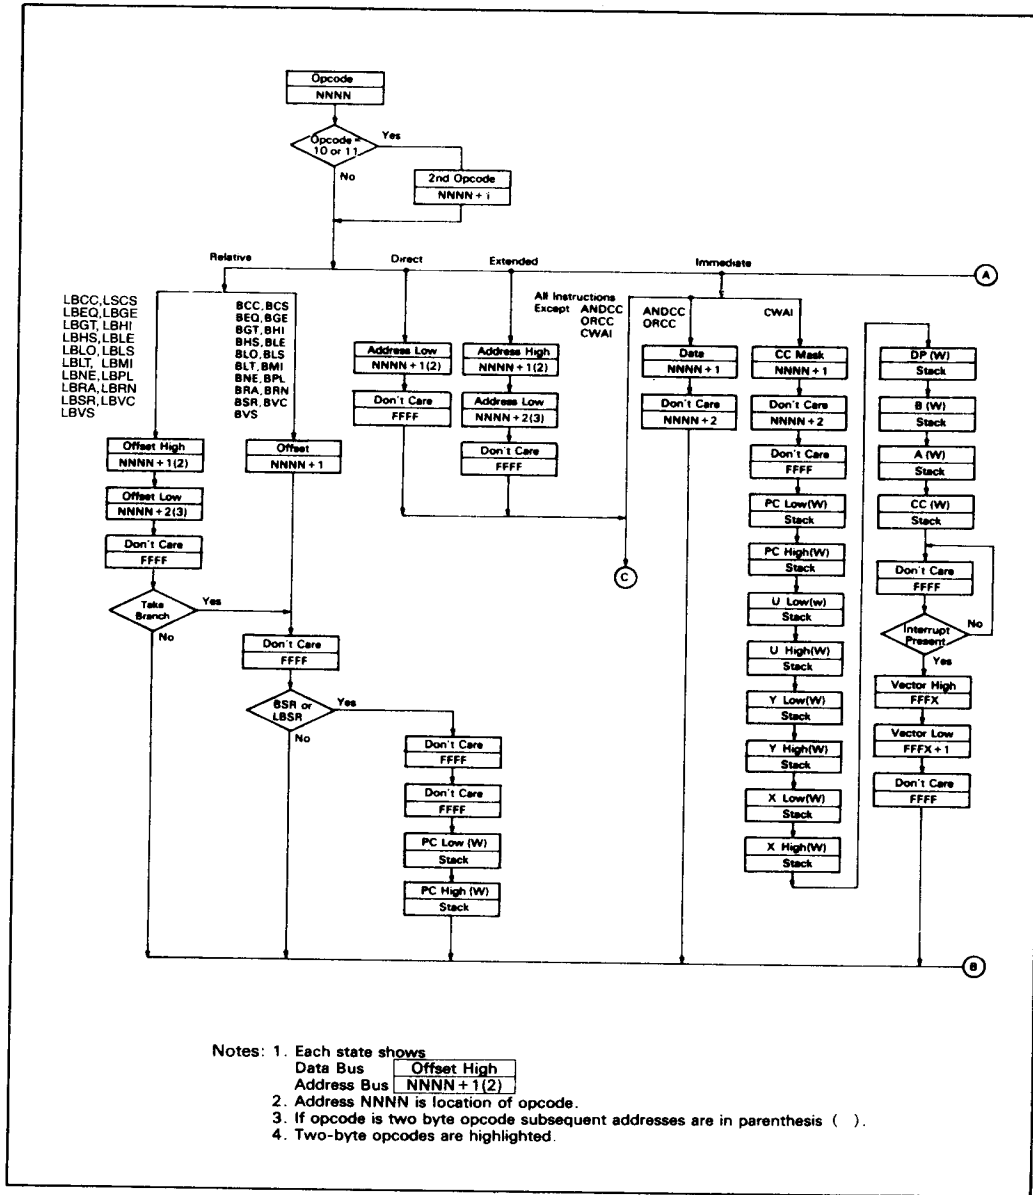 Opcode
NNNN
Opcode =
10 or 11
Yes
No
2nd Opcode
NNNN + i
Relative
Direct
Extended
Immediate
A
LBCC,LSCS
LBEQ,LBGE
LBGT,LBHI
LBHS,LBLE
LBLO,LBLS
LBLT, LBMI
LBNE,LBPL
LBRA,LBRN
LBSR,LBVC
LBVS
Offset High
NNNN + 1(2)
Offset Low
NNNN + 2(3)
Don't Care
FFFF
Take
Branch
Yes
No
BCC, BCS
BEQ, BGE
BGT, BHI
BHS, BLE
BLO, BLS
BLT, BMI
BNE, BPL
BRA, BRN
BSR, BVC
BVS
Offset
NNNN + 1
Don't Care
FFFF
BSR or
LBSR
Yes
No
Don't Care
FFFF
Don't Care
FFFF
PC Low (W)
Stack
PC High (W)
Stack
Address Low
NNNN + 1(2)
Don't Care
FFFF
Address High
NNNN + 1(2)
Address Low
NNNN + 2(3)
Don't Care
FFFF
All Instructions
Except ANDCC
ORCC
CWAI
C
ANDCC
ORCC
Data
NNNN + 1
Don't Care
NNNN + 2
CWAI
CC Mask
NNNN + 1
Don't Care
NNNN + 2
Don't Care
FFFF
PC Low(W)
Stack
PC High(W)
Stack
U Low(w)
Stack
U High(W)
Stack
Y Low(W)
Stack
Y High(W)
Stack
X Low(W)
Stack
X High(W)
Stack
DP (W)
Stack
B (W)
Stack
A (W)
Stack
CC (W)
Stack
Don't Care
FFFF
Interrupt
Present
No
Yes
Vector High
FFFX
Vector Low
FFFX + 1
Don't Care
FFFF
B
Notes: 1. Each state shows
Data Bus Offset High
Address Bus NNNN + 1(2)
2. Address NNNN is location of opcode.
3. If opcode is two byte opcode subsequent addresses are in parenthesis ( ).
4. Two-byte opcodes are highlighted.